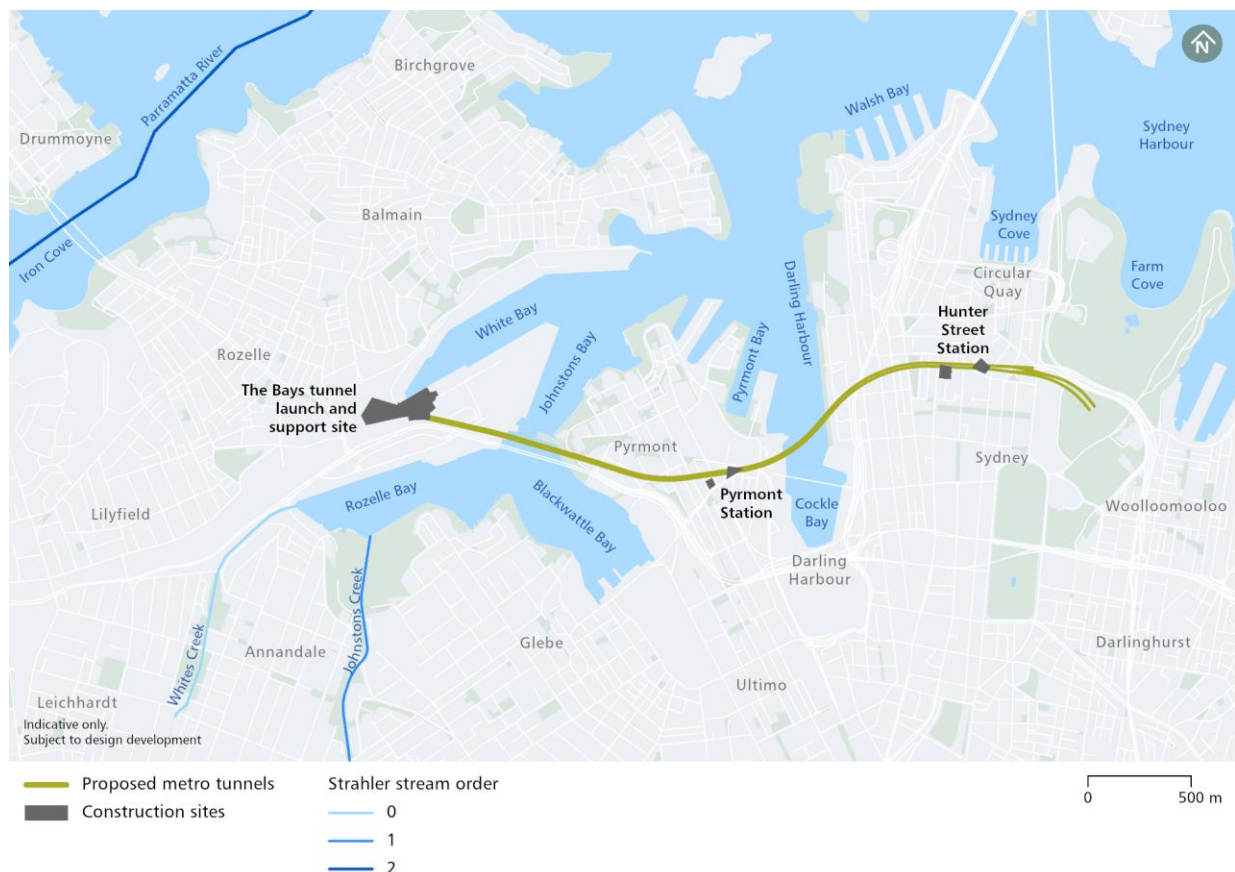 N
Birchgrove
Parramatta River
Drummoyne
Walsh Bay
Sydney
Harbour
Balmain
Iron Cove
Sydney
Cove
Circular
Quay
Farm
Cove
Darling Harbour
White Bay
Hunter
Street
Station
Rozelle
Johnstons Bay
Pyrmont Bay
The Bays tunnel
launch and
support site
Pyrmont
Sydney
Rozelle Bay
Blackwattle Bay
Pyrmont
Station
Cockle
Bay
Woolloomooloo
Lilyfield
Darling
Harbour
Whites Creek
Johnstons Creek
Annandale
Glebe
Darlinghurst
Ultimo
Leichhardt
Indicative only.
Subject to design development
Proposed metro tunnels
Construction sites
Strahler stream order
0
1
2
0 500 m